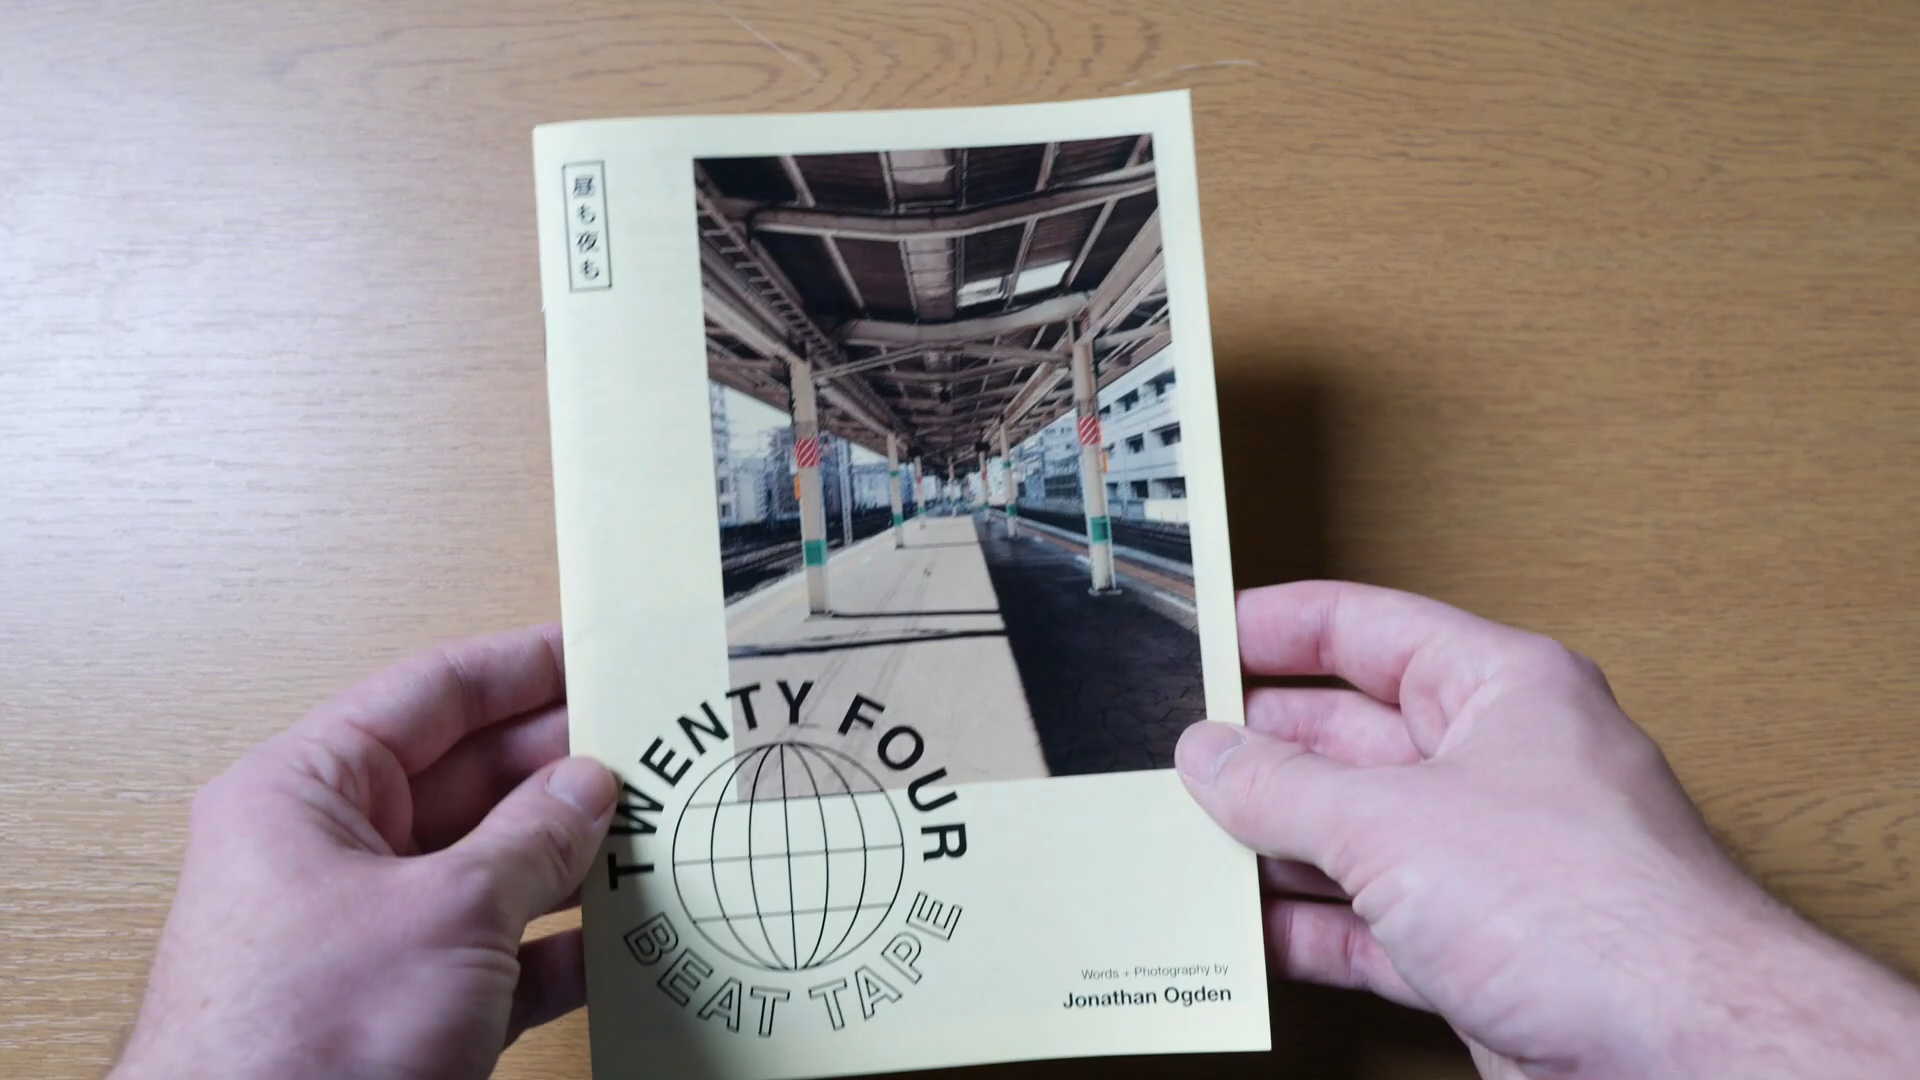 昼も夜も
TWENTY FOUR
BEAT TAPE
Words + Photography by
Jonathan Ogden